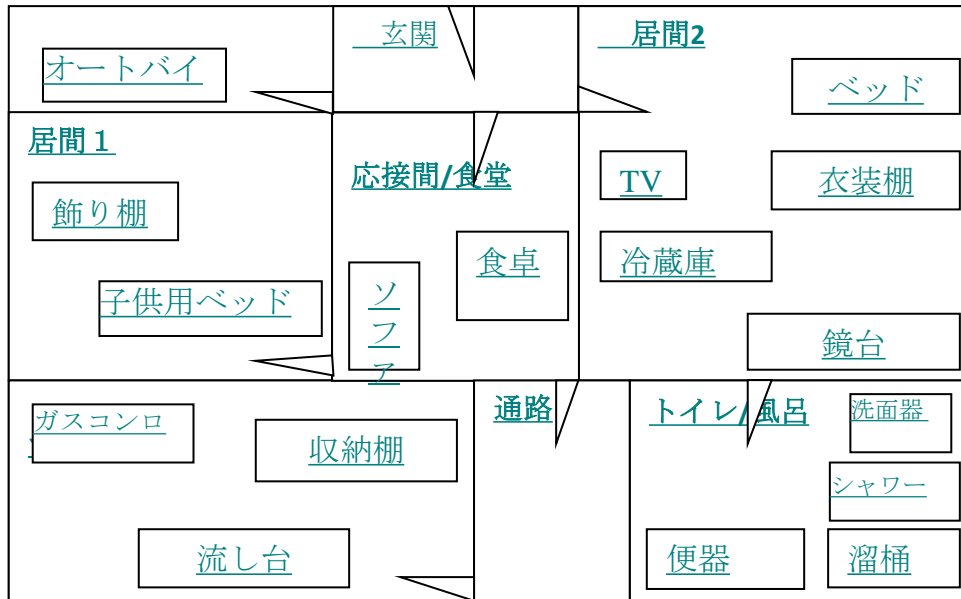 玄関
居間2
オートバイ
ベッド
居間１
応接間/食堂
TV
衣装棚
飾り棚
食卓
冷蔵庫
子供用ベッド
ソファ
鏡台
ガスコンロ
収納棚
通路
トイレ/風呂
洗面器
シャワー
流し台
便器
溜桶